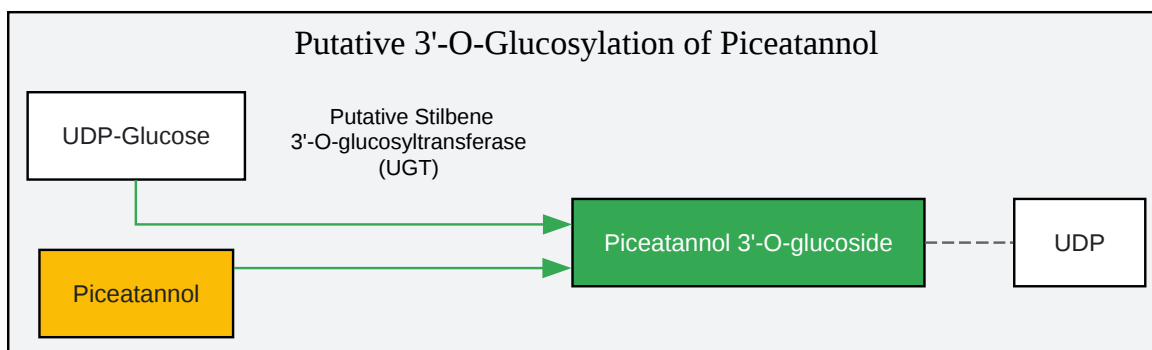 Putative 3'-O-Glucosylation of Piceatannol
UDP-Glucose
Putative Stilbene
3'-O-glucosyltransferase
(UGT)
Piceatannol 3'-O-glucoside
UDP
Piceatannol